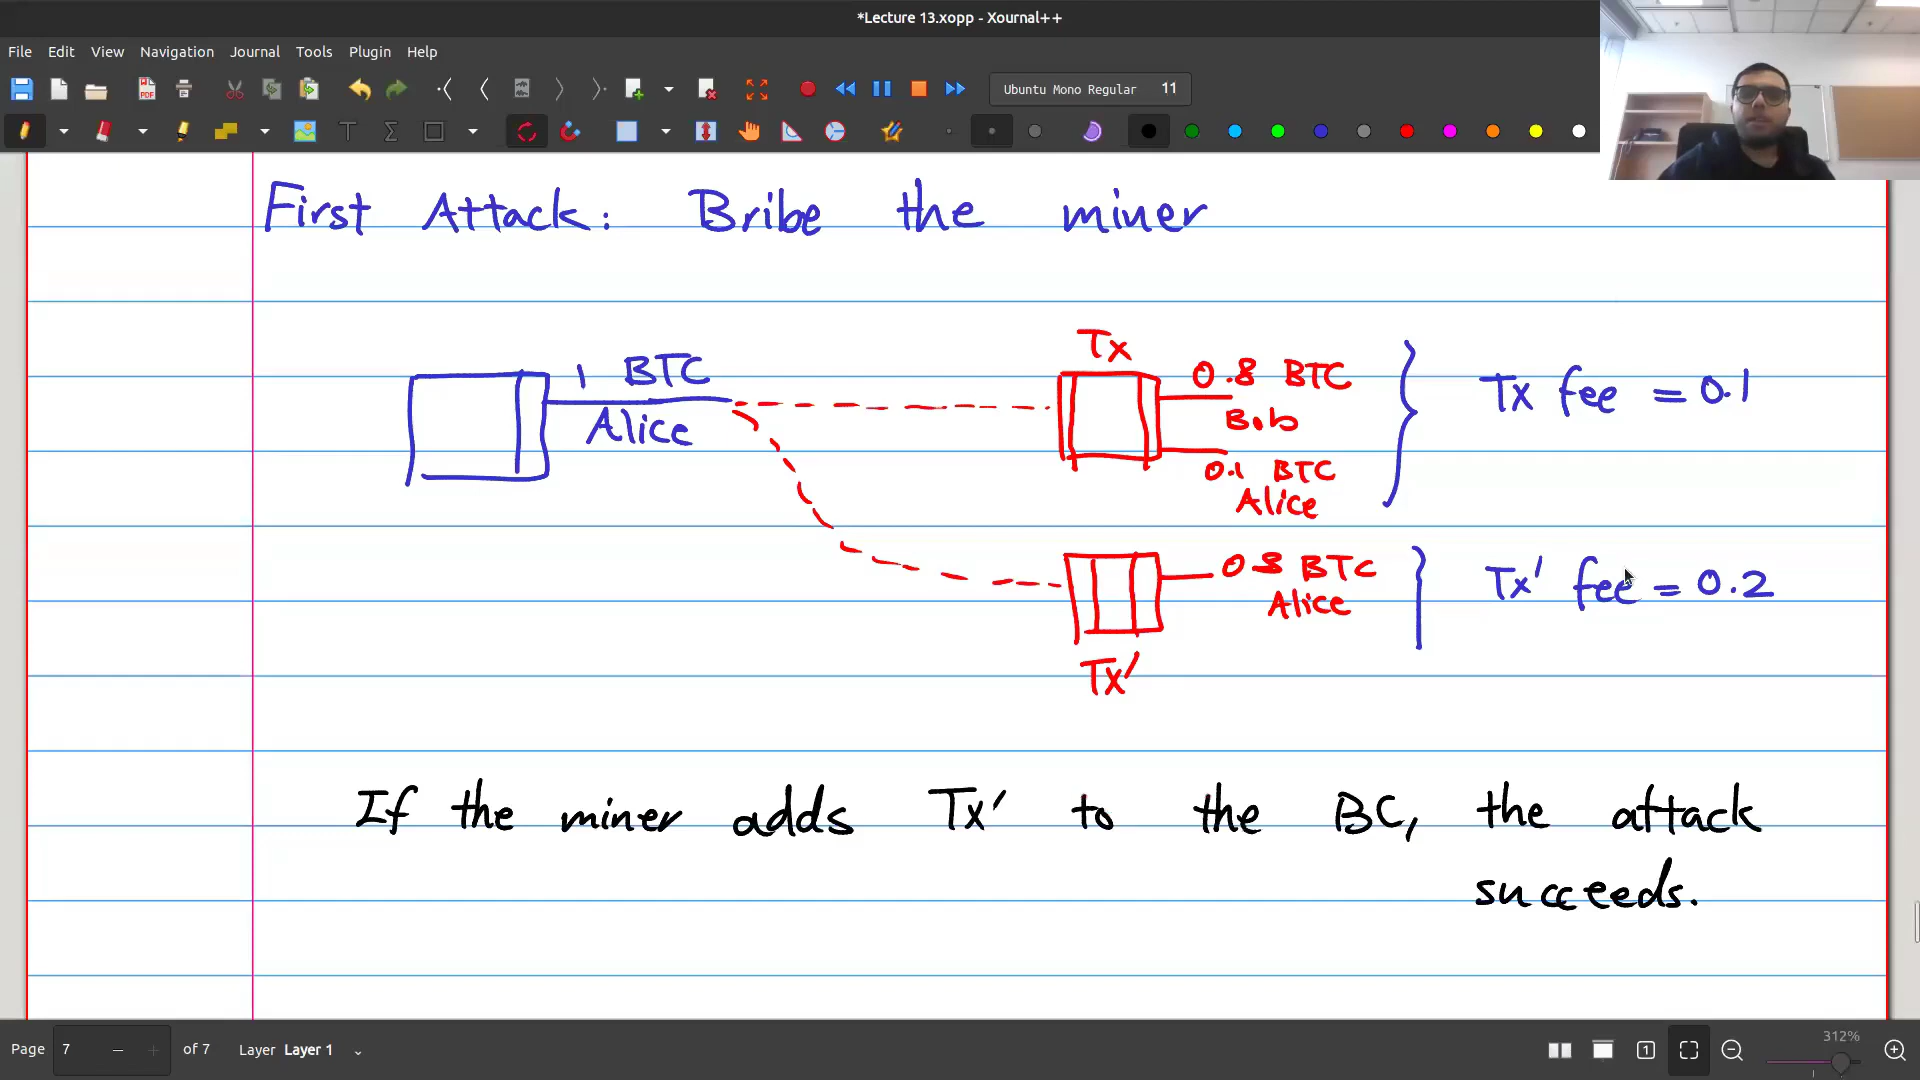 *Lecture 13.xopp - Xournal++
File Edit View Navigation Journal Tools Plugin Help
Ubuntu Mono Regular 11
First Attack: Bribe the miner
1 BTC
Alice
Tx
0.8 BTC
Bob
0.1 BTC
Alice
Tx fee = 0.1
0.8 BTC
Alice
Tx'
Tx' fee = 0.2
If the miner adds Tx' to the BC, the attack
succeeds.
Page 7 of 7 Layer Layer 1
312%